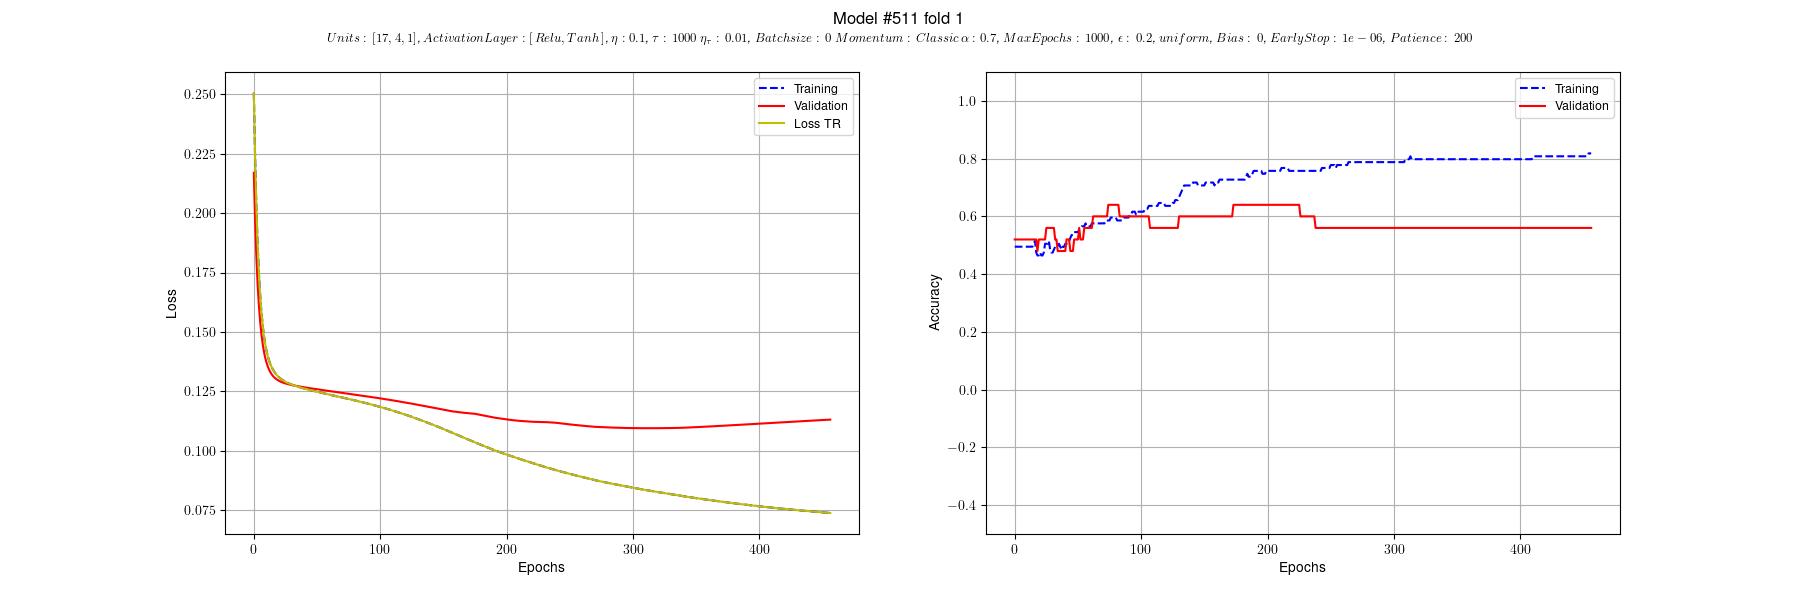 Model #511 fold 1
Units : [17, 4, 1], ActivationLayer : [ Relu, Tanh], η : 0.1, τ : 1000 ητ : 0.01, Batchsize : 0 Momentum : Classic α : 0.7, MaxEpochs : 1000, ϵ : 0.2, uniform, Bias : 0, EarlyStop : 1e − 06, Patience : 200
Training
Validation
Loss TR
0.250
0.225
0.200
0.175
0.150
0.125
0.100
0.075
Loss
0
100
200
300
400
Epochs
Training
Validation
1.0
0.8
0.6
0.4
0.2
0.0
−0.2
−0.4
Accuracy
0
100
200
300
400
Epochs